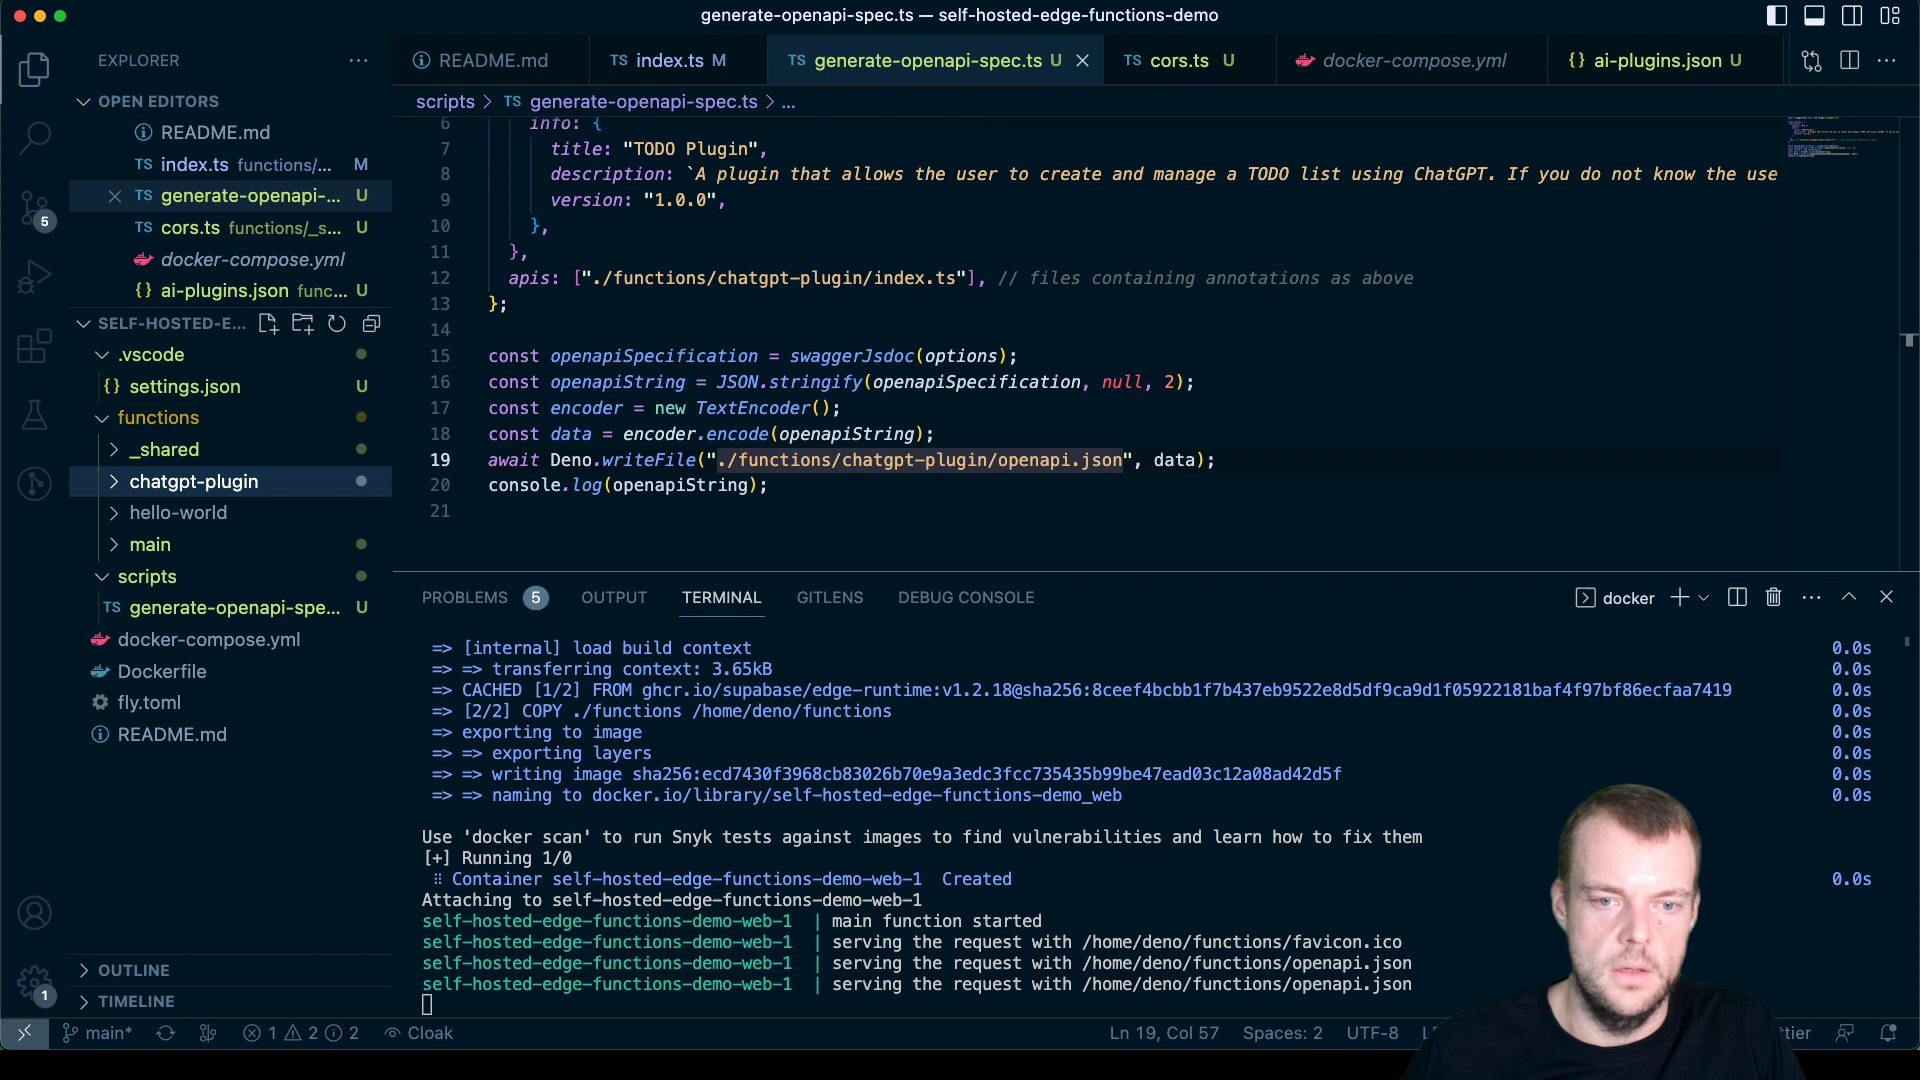 generate-openapi-spec.ts — self-hosted-edge-functions-demo
EXPLORER
README.md
TS index.ts M
TS generate-openapi-spec.ts U
TS cors.ts U
docker-compose.yml
{} ai-plugins.json U
OPEN EDITORS
README.md
TS index.ts functions/... M
TS generate-openapi-... U
TS cors.ts functions/_s... U
docker-compose.yml
{} ai-plugins.json func... U
5
SELF-HOSTED-E...
.vscode
{} settings.json U
functions
_shared
chatgpt-plugin
hello-world
main
scripts
TS generate-openapi-spe... U
docker-compose.yml
Dockerfile
fly.toml
README.md
OUTLINE
TIMELINE
1
scripts > TS generate-openapi-spec.ts > ...
6 info: {
7 title: "TODO Plugin",
8 description: `A plugin that allows the user to create and manage a TODO list using ChatGPT. If you do not know the use
9 version: "1.0.0",
10 },
11 },
12 apis: ["./functions/chatgpt-plugin/index.ts"], // files containing annotations as above
13 };
14
15 const openapiSpecification = swaggerJsdoc(options);
16 const openapiString = JSON.stringify(openapiSpecification, null, 2);
17 const encoder = new TextEncoder();
18 const data = encoder.encode(openapiString);
19 await Deno.writeFile("./functions/chatgpt-plugin/openapi.json", data);
20 console.log(openapiString);
21
PROBLEMS 5 OUTPUT TERMINAL GITLENS DEBUG CONSOLE
docker
=> [internal] load build context 0.0s
=> => transferring context: 3.65kB 0.0s
=> CACHED [1/2] FROM ghcr.io/supabase/edge-runtime:v1.2.18@sha256:8ceef4bcbb1f7b437eb9522e8d5df9ca9d1f05922181baf4f97bf86ecfaa7419 0.0s
=> [2/2] COPY ./functions /home/deno/functions 0.0s
=> exporting to image 0.0s
=> => exporting layers 0.0s
=> => writing image sha256:ecd7430f3968cb83026b70e9a3edc3fcc735435b99be47ead03c12a08ad42d5f 0.0s
=> => naming to docker.io/library/self-hosted-edge-functions-demo_web 0.0s
Use 'docker scan' to run Snyk tests against images to find vulnerabilities and learn how to fix them
[+] Running 1/0
⠿ Container self-hosted-edge-functions-demo-web-1 Created 0.0s
Attaching to self-hosted-edge-functions-demo-web-1
self-hosted-edge-functions-demo-web-1 | main function started
self-hosted-edge-functions-demo-web-1 | serving the request with /home/deno/functions/favicon.ico
self-hosted-edge-functions-demo-web-1 | serving the request with /home/deno/functions/openapi.json
self-hosted-edge-functions-demo-web-1 | serving the request with /home/deno/functions/openapi.json
main* 1 2 2 Cloak
Ln 19, Col 57 Spaces: 2 UTF-8